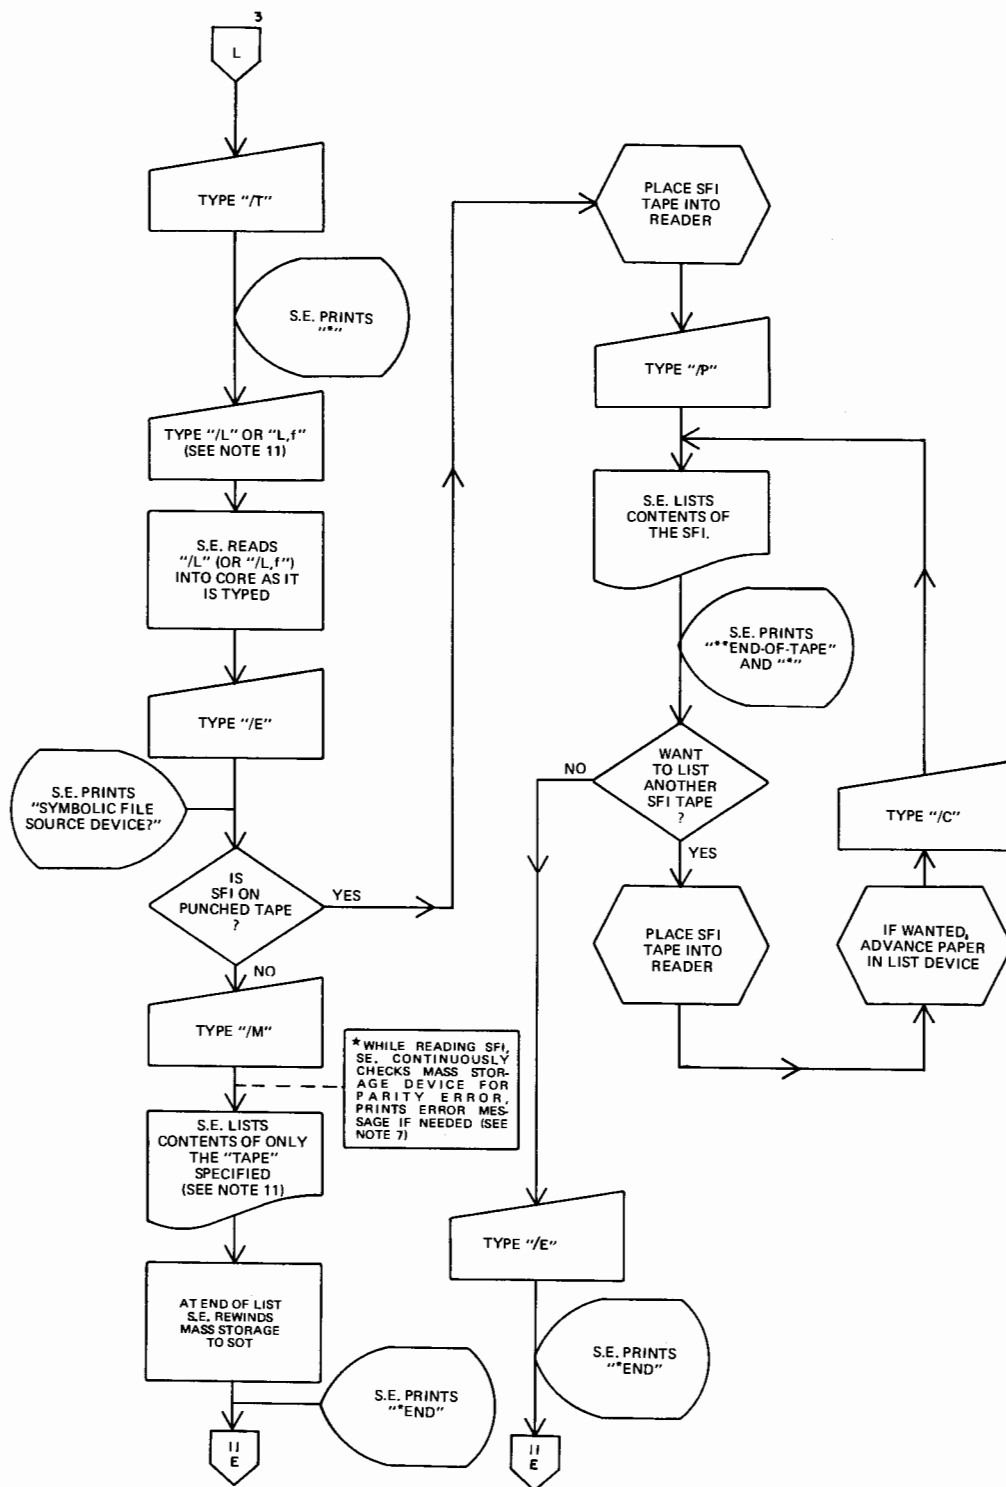 3
L
TYPE "/T"
S.E. PRINTS
"*"
TYPE "/L" OR "L,f"
(SEE NOTE 11)
S.E. READS
"/L" (OR "/L,f")
INTO CORE AS IT
IS TYPED
TYPE "/E"
S.E. PRINTS
"SYMBOLIC FILE
SOURCE DEVICE?"
IS
SFI ON
PUNCHED TAPE
?
YES
NO
TYPE "/M"
*WHILE READING SFI,
SE. CONTINUOUSLY
CHECKS MASS STOR-
AGE DEVICE FOR
PARITY ERROR,
PRINTS ERROR MES-
SAGE IF NEEDED (SEE
NOTE 7)
S.E. LISTS
CONTENTS OF ONLY
THE "TAPE"
SPECIFIED
(SEE NOTE 11)
AT END OF LIST
S.E. REWINDS
MASS STORAGE
TO SOT
S.E. PRINTS
"*END"
11
E
PLACE SFI
TAPE INTO
READER
TYPE "/P"
S.E. LISTS
CONTENTS OF
THE SFI.
S.E. PRINTS
"**END-OF-TAPE"
AND "*"
WANT
TO LIST
ANOTHER
SFI TAPE
?
NO
YES
PLACE SFI
TAPE INTO
READER
IF WANTED,
ADVANCE PAPER
IN LIST DEVICE
TYPE "/C"
TYPE "/E"
S.E. PRINTS
"*END"
11
E